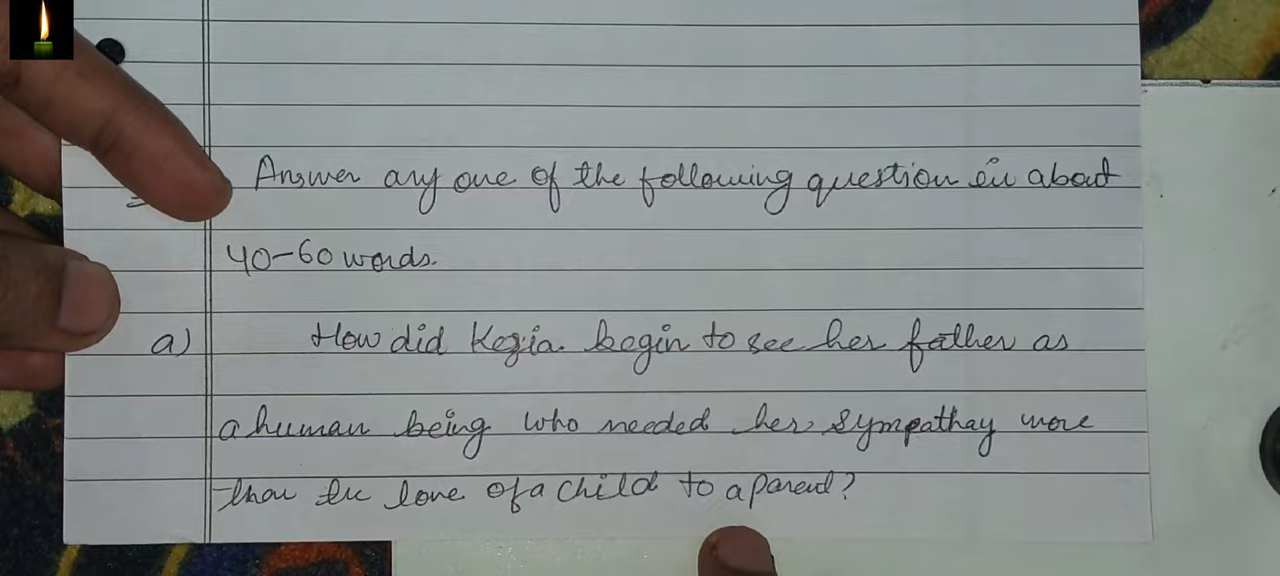 Answer any one of the following question in about
40-60 words.
a) How did Kezia. begin to see her father as
a human being who needed her sympathay more
than the love of a child to a parent?